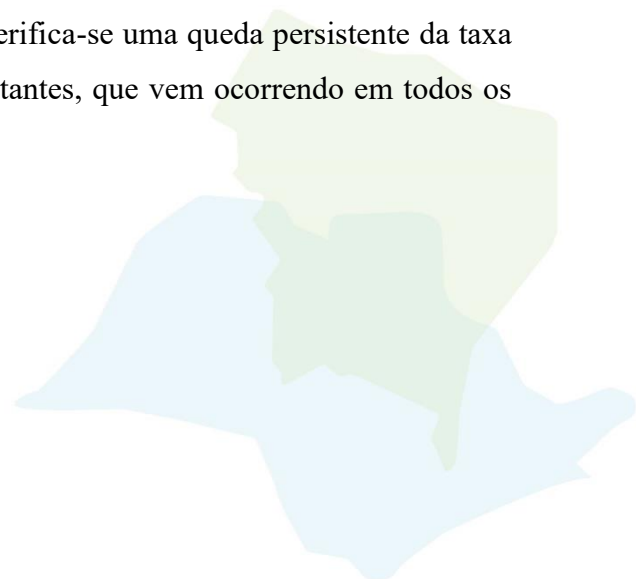 erifica-se uma queda persistente da taxa
tantes, que vem ocorrendo em todos os